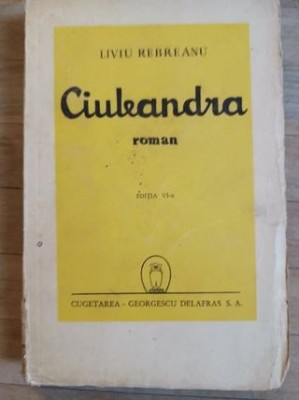 LIVIU REBREANU
Ciuleandra
roman
EDIȚIA VI-a
CUGETAREA - GEORGESCU DELAFRAS S. A.